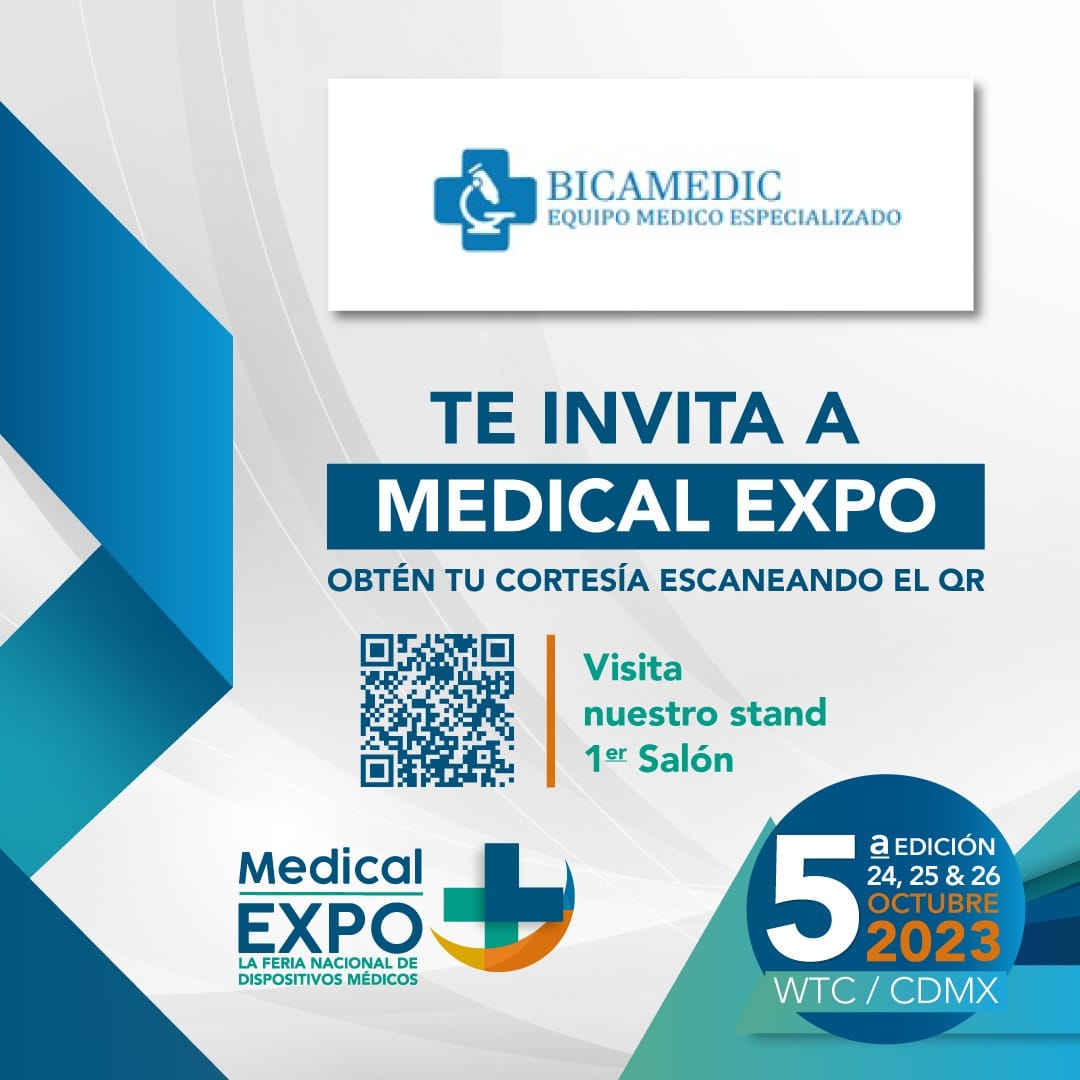 BICAMEDIC
EQUIPO MEDICO ESPECIALIZADO
TE INVITA A
MEDICAL EXPO
OBTÉN TU CORTESÍA ESCANEANDO EL QR
Visita
nuestro stand
1er Salón
Medical
EXPO
LA FERIA NACIONAL DE
DISPOSITIVOS MÉDICOS
5ª EDICIÓN
24, 25 & 26
OCTUBRE
2023
WTC / CDMX